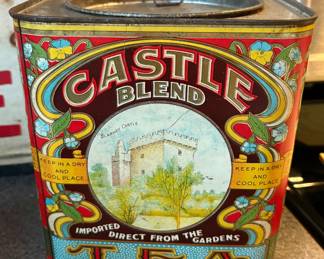 CASTLE
BLEND
BLARNEY CASTLE
KEEP IN A DRY
AND
COOL PLACE
KEEP IN A DRY
AND
COOL PLACE
IMPORTED
DIRECT FROM THE
GARDENS
TEA